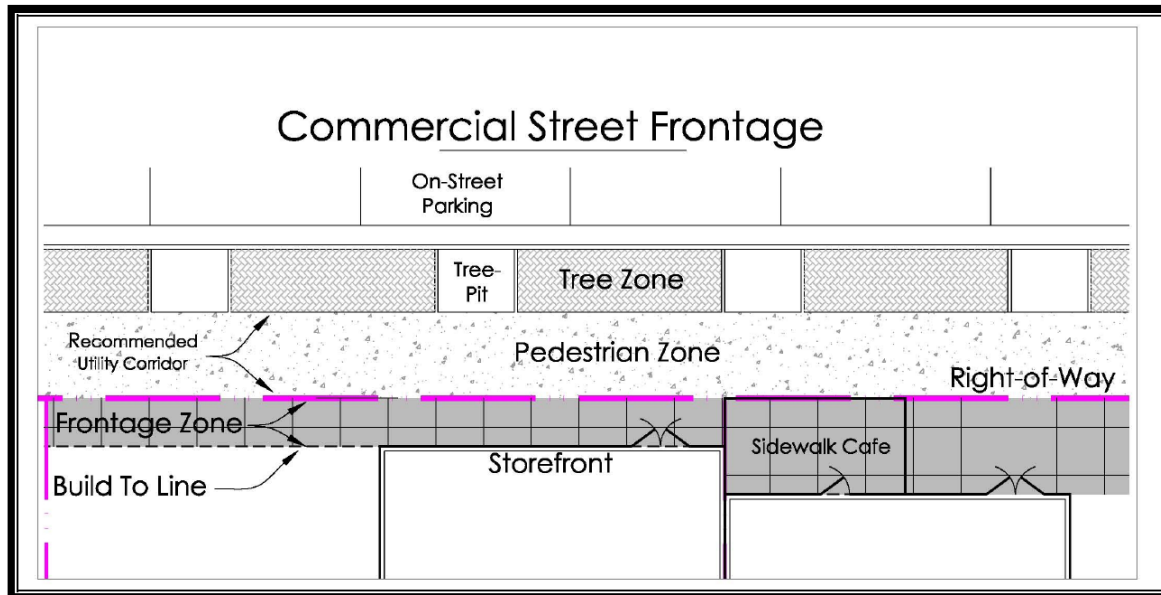 Commercial Street Frontage
On-Street
Parking
Tree-
Pit
Tree Zone
Recommended
Utility Corridor
Pedestrian Zone
Right-of-Way
Frontage Zone
Sidewalk Cafe
Storefront
Build To Line